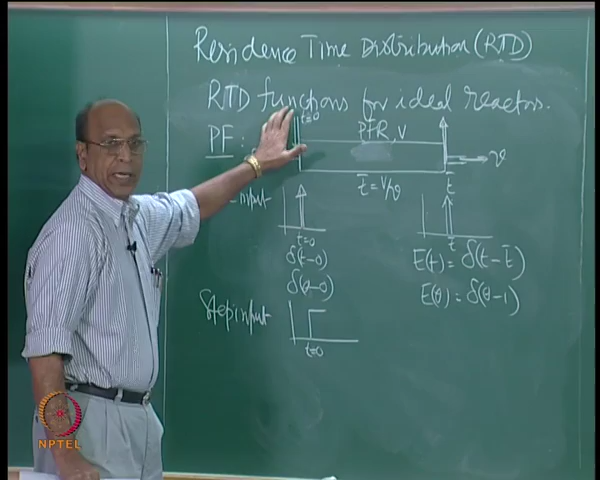 Residence Time Distribution (RTD)
RTD functions for ideal reactors.
t=0
PF: PFR, V
t̄ = V/v t̄ v
input t=0 t̄
δ(t-0) E(t) = δ(t-t̄)
δ(θ-0) E(θ) = δ(θ-1)
Step input
t=0
NPTEL